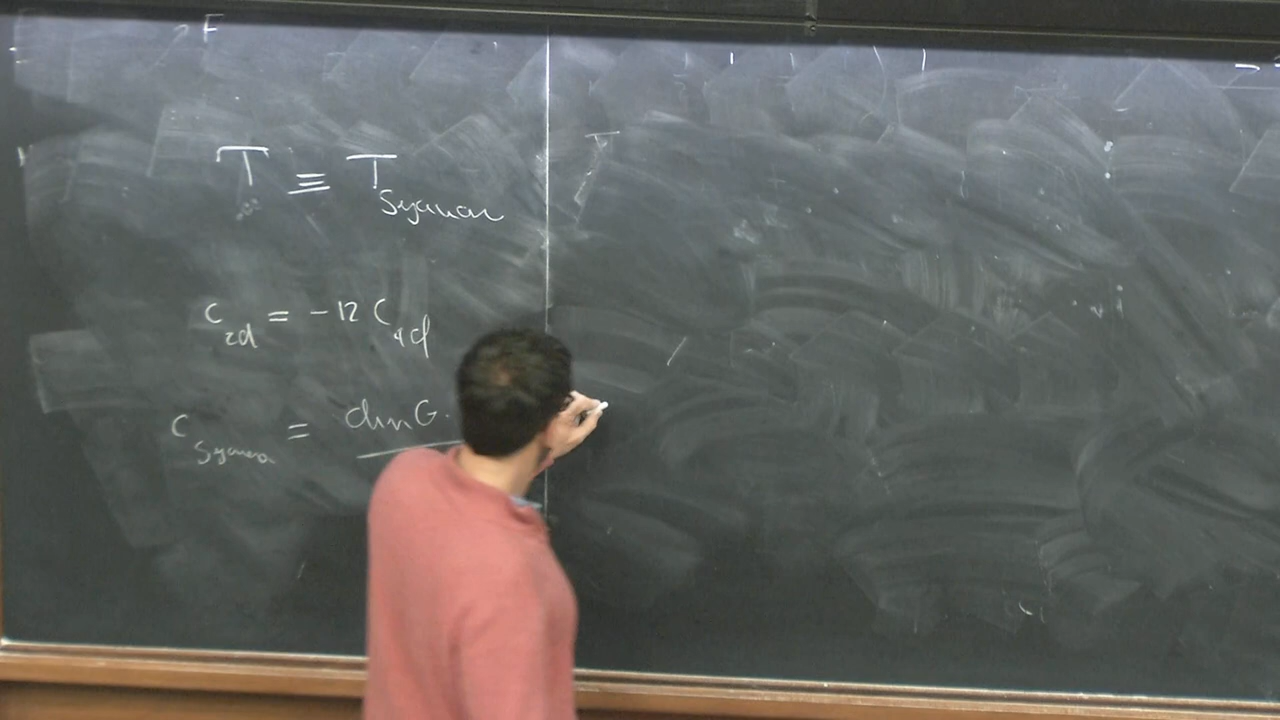 F
T ≡ T_Sugawara
c_2d = -12 c_4d
c_Sugawara = dim G